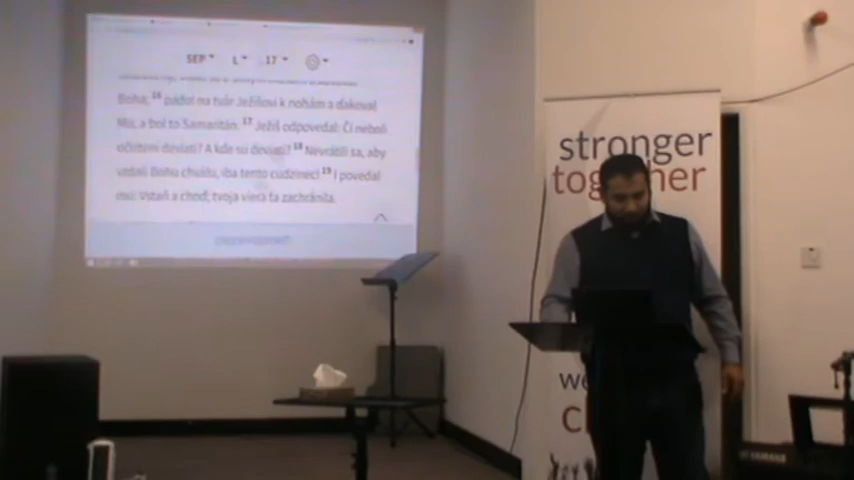 SEP L 17
Boha; 16 padol na tvár Ježišovi k nohám a ďakoval
Mu, a bol to Samaritán. 17 Ježiš odpovedal: Či neboli
očistení desiati? A kde sú deviati? 18 Nevrátili sa, aby
vzdali Bohu chválu, iba tento cudzinec! 19 I povedal
mu: Vstaň a choď; tvoja viera ťa zachránila.
stronger
together
we
c
YAMAHA